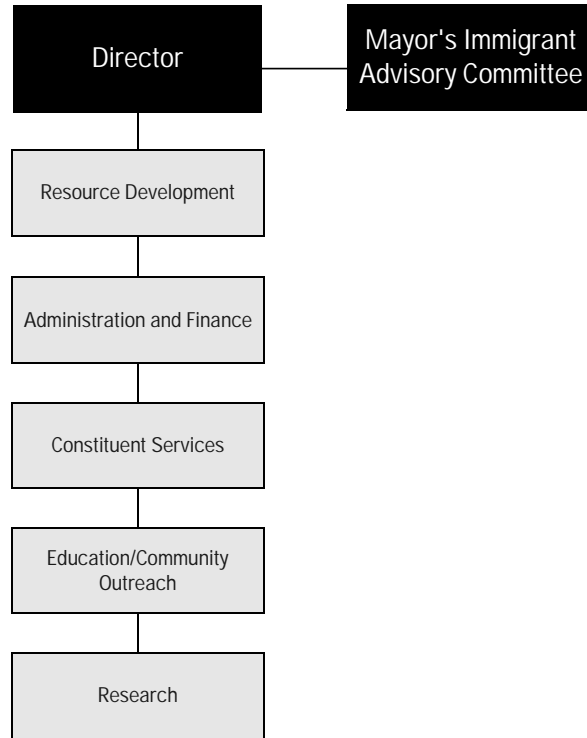 Director
Mayor's Immigrant
Advisory Committee
Resource Development
Administration and Finance
Constituent Services
Education/Community
Outreach
Research